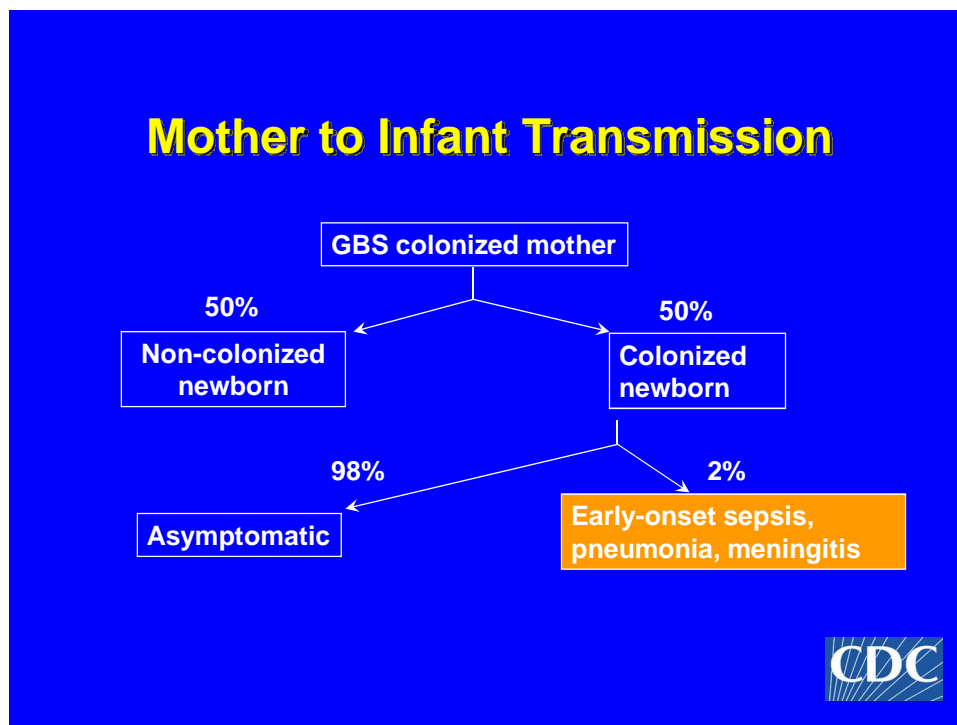 Mother to Infant Transmission
GBS colonized mother
50%
50%
Non-colonized
newborn
Colonized
newborn
98%
2%
Asymptomatic
Early-onset sepsis,
pneumonia, meningitis
CDC